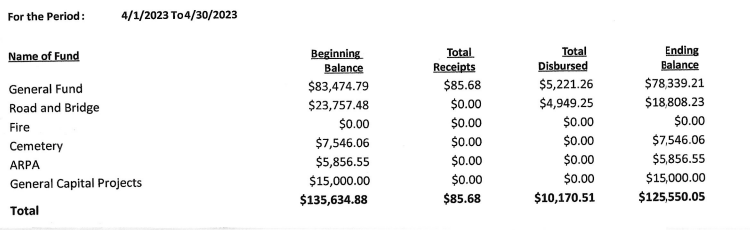 For the Period: 4/1/2023 To4/30/2023
Name of Fund Beginning Balance Total Receipts Total Disbursed Ending Balance
General Fund $83,474.79 $85.68 $5,221.26 $78,339.21
Road and Bridge $23,757.48 $0.00 $4,949.25 $18,808.23
Fire $0.00 $0.00 $0.00 $0.00
Cemetery $7,546.06 $0.00 $0.00 $7,546.06
ARPA $5,856.55 $0.00 $0.00 $5,856.55
General Capital Projects $15,000.00 $0.00 $0.00 $15,000.00
Total $135,634.88 $85.68 $10,170.51 $125,550.05